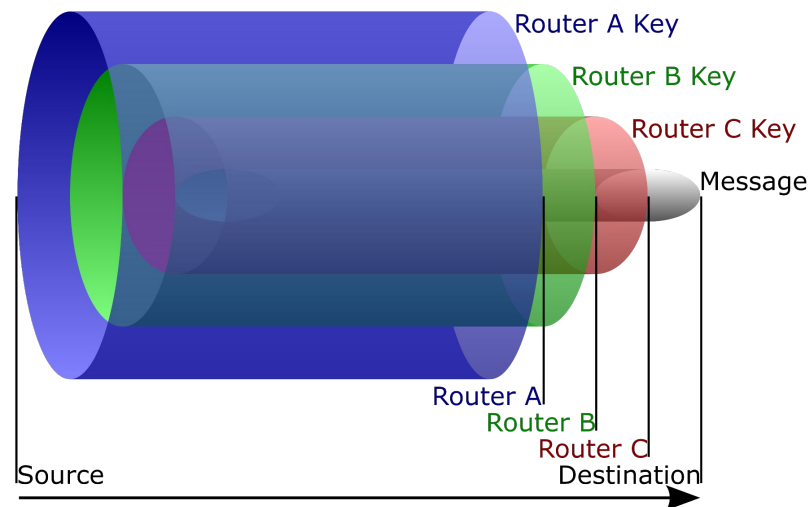 Router A Key
Router B Key
Router C Key
Message
Router A
Router B
Router C
Source
Destination